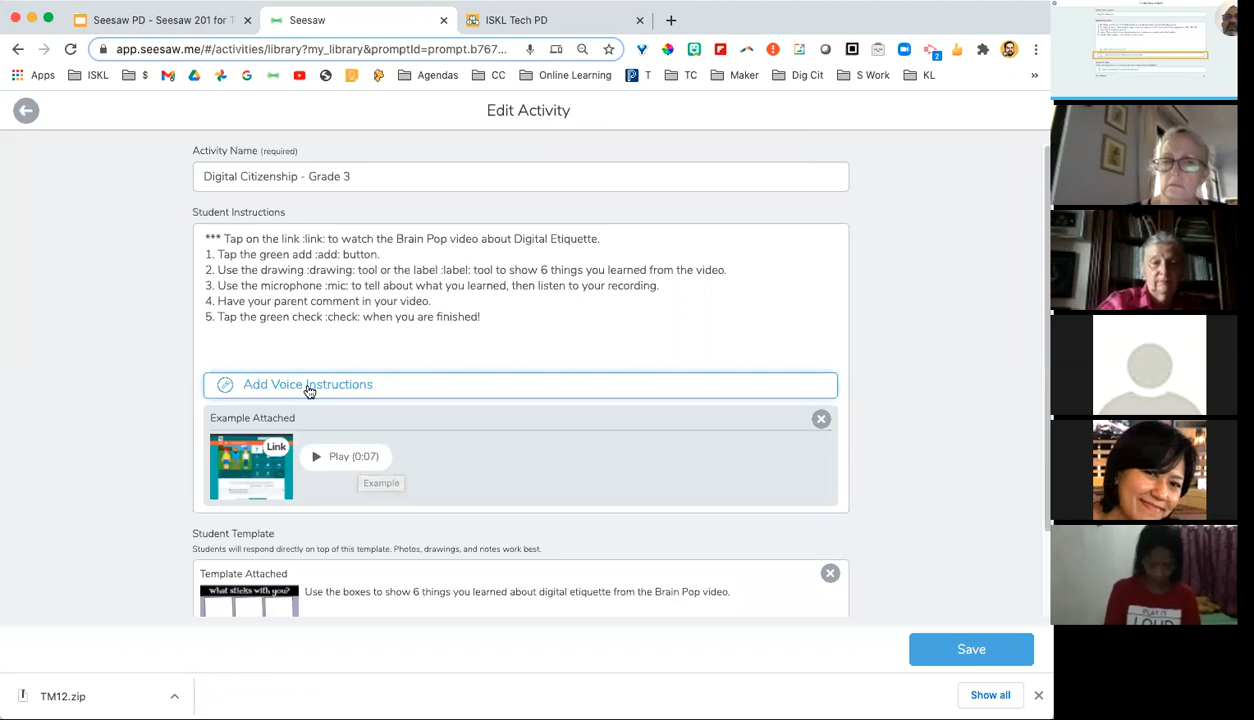 Seesaw PD - Seesaw 201 for T
Seesaw
ISKL Tech PD
app.seesaw.me/#/activities/library?my_library&prompt=prompt.b767...
2
Apps
ISKL
$
Agendas
CC
Online Learning
T
TC
Maker
Dig Cit
S Work
KL
»
Edit Activity
Activity Name (required)
Digital Citizenship - Grade 3
Student Instructions
*** Tap on the link :link: to watch the Brain Pop video about Digital Etiquette.
1. Tap the green add :add: button.
2. Use the drawing :drawing: tool or the label :label: tool to show 6 things you learned from the video.
3. Use the microphone :mic: to tell about what you learned, then listen to your recording.
4. Have your parent comment in your video.
5. Tap the green check :check: when you are finished!
Add Voice Instructions
Example Attached
Link
Play (0:07)
Example
Student Template
Students will respond directly on top of this template. Photos, drawings, and notes work best.
Template Attached
What sticks with you?
Use the boxes to show 6 things you learned about digital etiquette from the Brain Pop video.
Save
TM12.zip
Show all
PLAY IT
LOUD